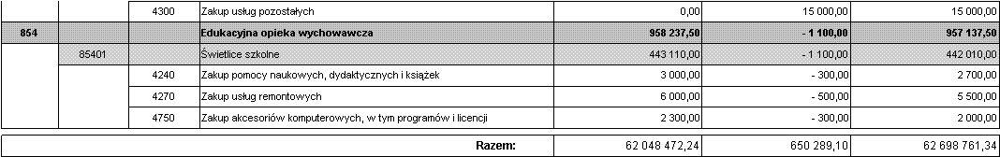 4300 Zakup usług pozostałych 0,00 15 000,00 15 000,00
854 Edukacyjna opieka wychowawcza 958 237,50 - 1 100,00 957 137,50
85401 Świetlice szkolne 443 110,00 - 1 100,00 442 010,00
4240 Zakup pomocy naukowych, dydaktycznych i książek 3 000,00 - 300,00 2 700,00
4270 Zakup usług remontowych 6 000,00 - 500,00 5 500,00
4750 Zakup akcesoriów komputerowych, w tym programów i licencji 2 300,00 - 300,00 2 000,00
Razem: 62 048 472,24 650 289,10 62 698 761,34